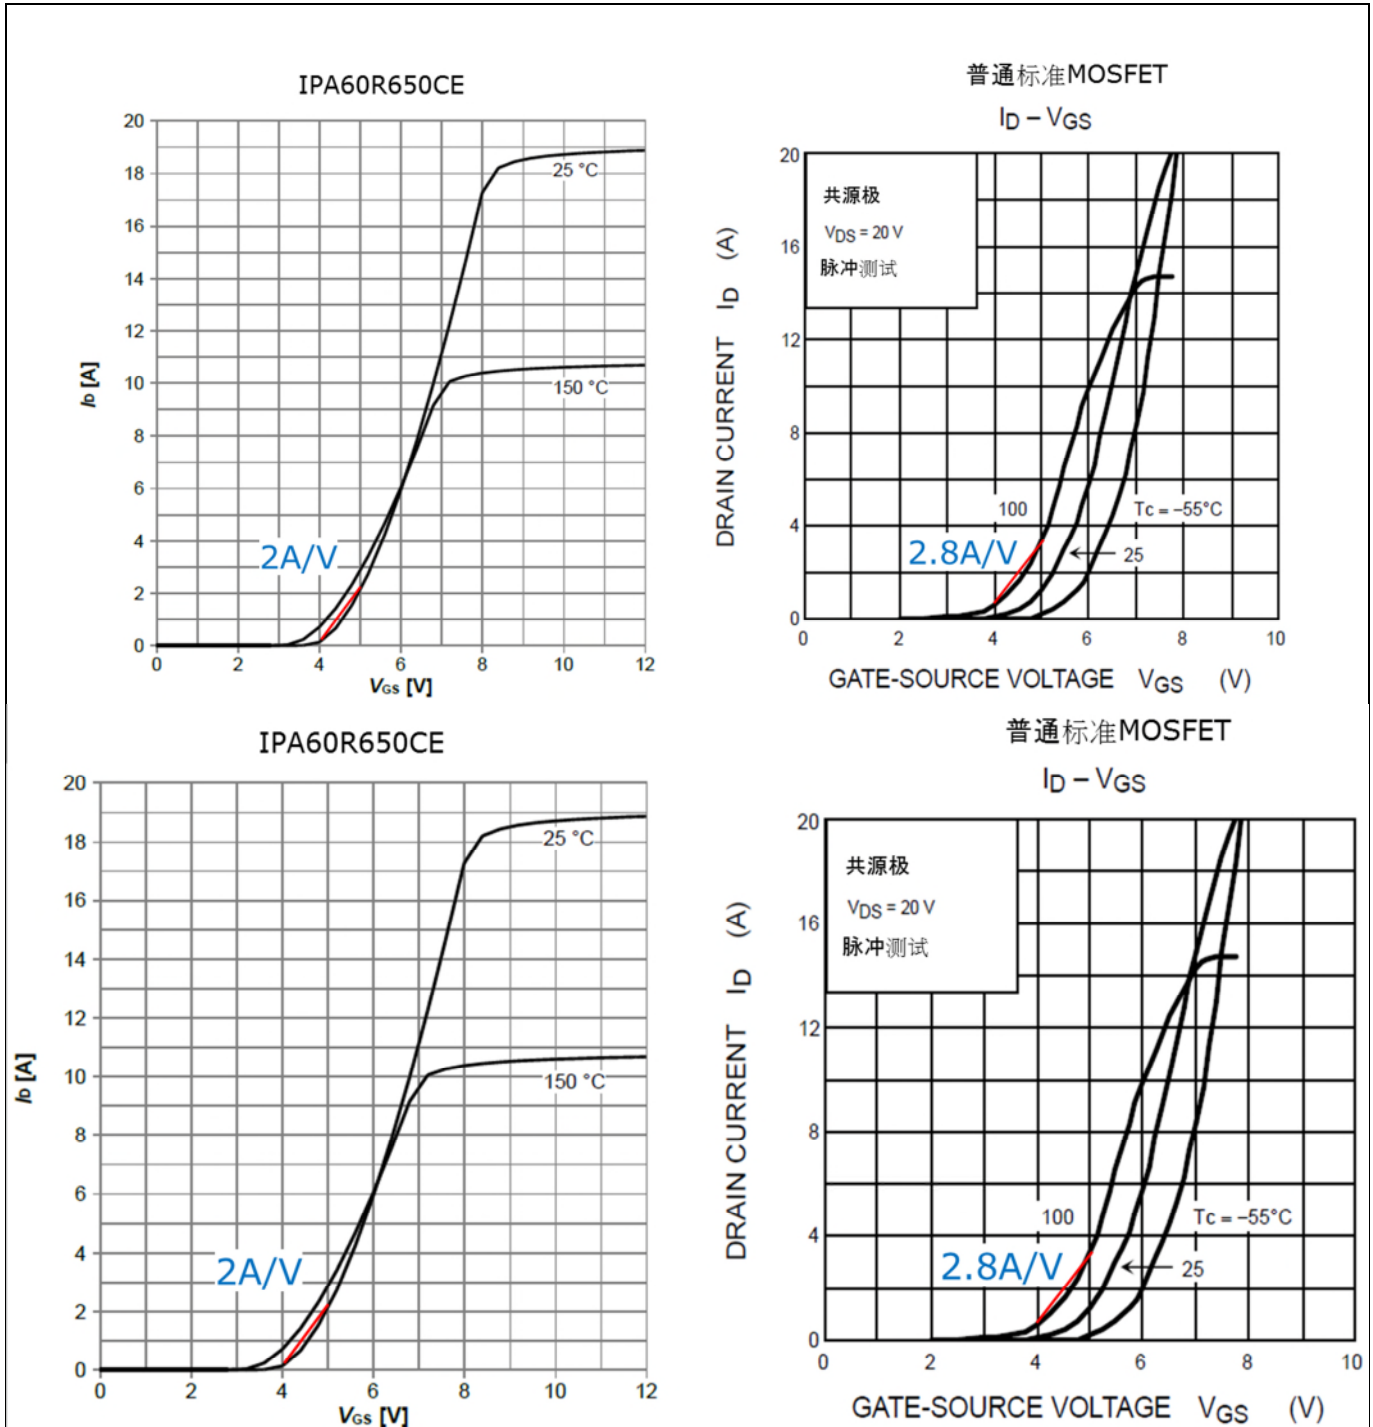 IPA60R650CE
20
18
16
14
12
10
8
6
4
2
0
0 2 4 6 8 10 12
25 °C
150 °C
2A/V
ID [A]
VGS [V]
普通标准MOSFET
ID – VGS
共源极
VDS = 20 V
脉冲测试
20
16
12
8
4
0
0 2 4 6 8 10
100
Tc = –55°C
25
2.8A/V
DRAIN CURRENT ID (A)
GATE-SOURCE VOLTAGE VGS (V)
IPA60R650CE
20
18
16
14
12
10
8
6
4
2
0
0 2 4 6 8 10 12
25 °C
150 °C
2A/V
ID [A]
VGS [V]
普通标准MOSFET
ID – VGS
共源极
VDS = 20 V
脉冲测试
20
16
12
8
4
0
0 2 4 6 8 10
100
Tc = –55°C
25
2.8A/V
DRAIN CURRENT ID (A)
GATE-SOURCE VOLTAGE VGS (V)